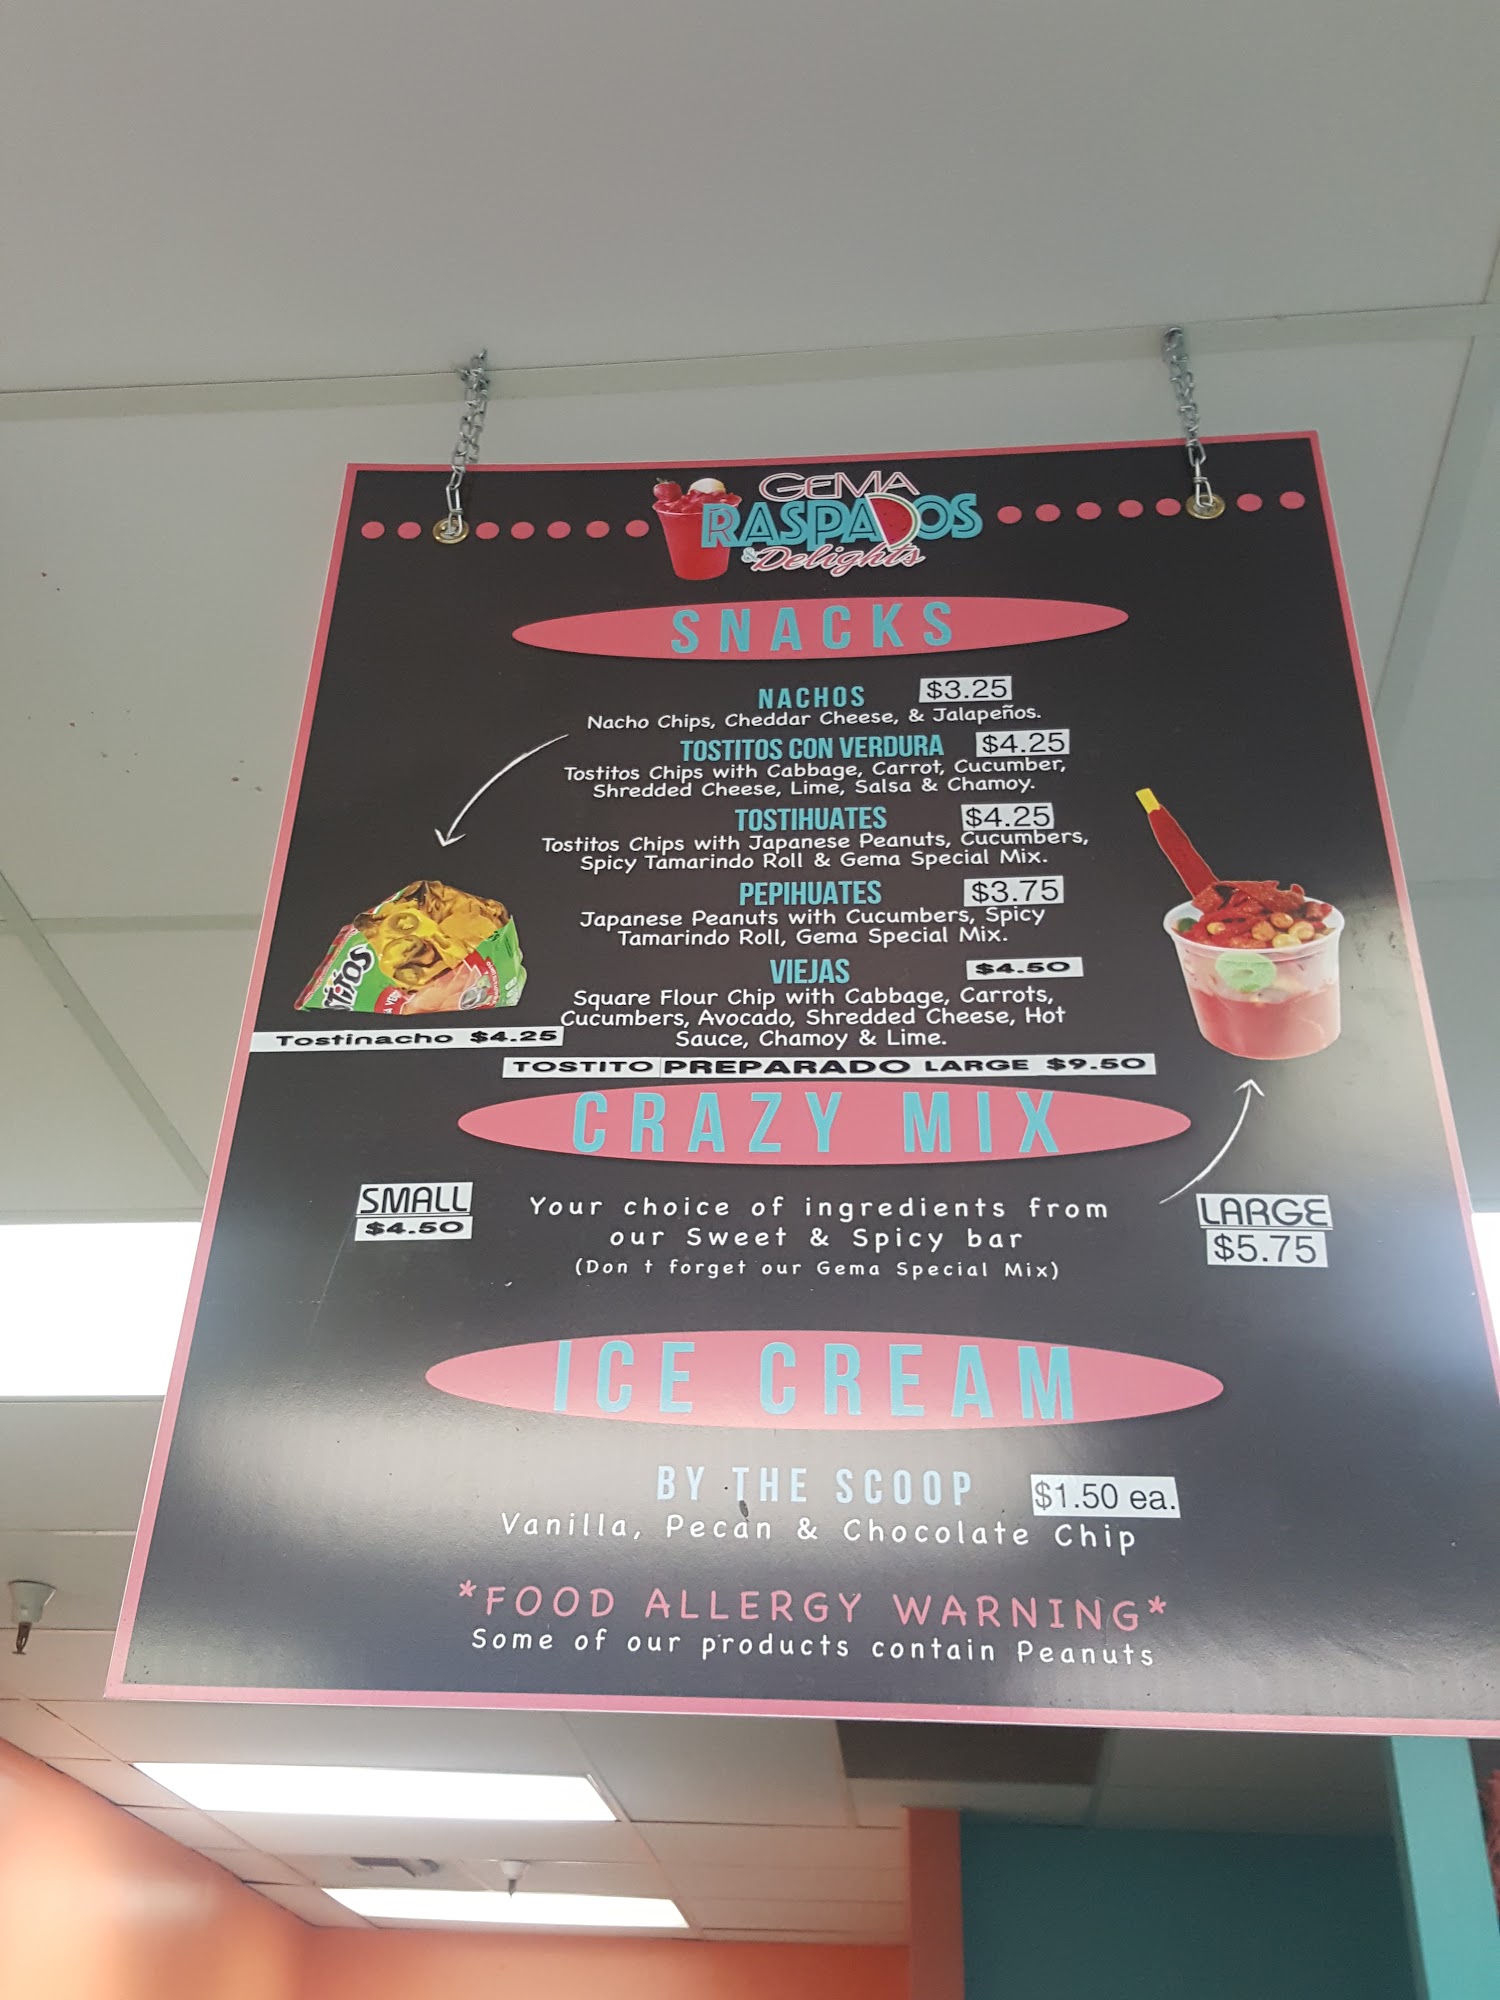 GEMA
RASPADOS
& Delights
SNACKS
NACHOS $3.25
Nacho Chips, Cheddar Cheese, & Jalapeños.
TOSTITOS CON VERDURA $4.25
Tostitos Chips with Cabbage, Carrot, Cucumber,
Shredded Cheese, Lime, Salsa & Chamoy.
TOSTIHUATES $4.25
Tostitos Chips with Japanese Peanuts, Cucumbers,
Spicy Tamarindo Roll & Gema Special Mix.
PEPIHUATES $3.75
Japanese Peanuts with Cucumbers, Spicy
Tamarindo Roll, Gema Special Mix.
VIEJAS $4.50
Square Flour Chip with Cabbage, Carrots,
Cucumbers, Avocado, Shredded Cheese, Hot
Sauce, Chamoy & Lime.
TITOS
Tostinacho $4.25
TOSTITO PREPARADO LARGE $9.50
CRAZY MIX
SMALL
$4.50
Your choice of ingredients from
our Sweet & Spicy bar
(Don t forget our Gema Special Mix)
LARGE
$5.75
ICE CREAM
BY THE SCOOP $1.50 ea.
Vanilla, Pecan & Chocolate Chip
*FOOD ALLERGY WARNING*
Some of our products contain Peanuts